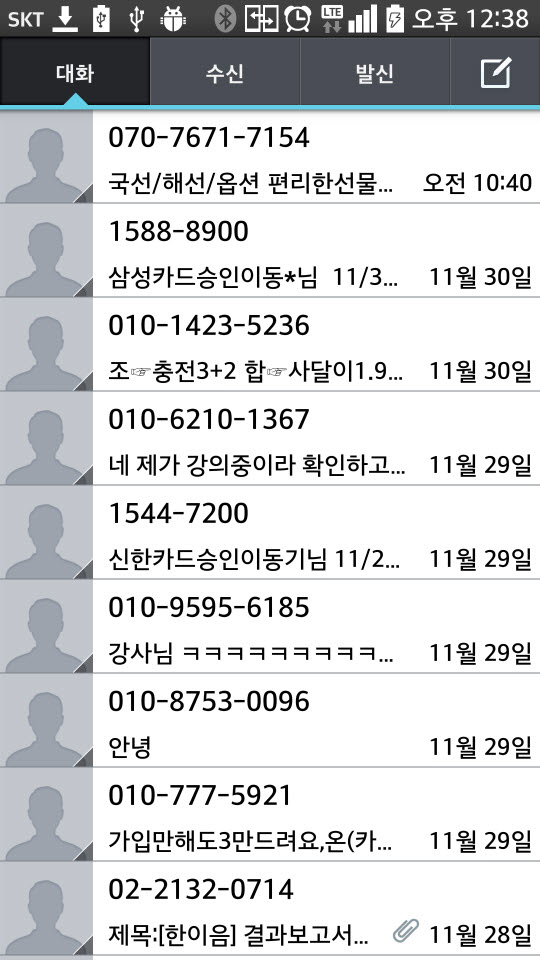 SKT LTE 오후 12:38
대화 수신 발신
070-7671-7154
국선/해선/옵션 편리한선물... 오전 10:40
1588-8900
삼성카드승인이동*님 11/3... 11월 30일
010-1423-5236
조☞충전3+2 합☞사달이1.9... 11월 30일
010-6210-1367
네 제가 강의중이라 확인하고... 11월 29일
1544-7200
신한카드승인이동기님 11/2... 11월 29일
010-9595-6185
강사님 ㅋㅋㅋㅋㅋㅋㅋㅋㅋ... 11월 29일
010-8753-0096
안녕 11월 29일
010-777-5921
가입만해도3만드려요,온(카... 11월 29일
02-2132-0714
제목:[한이음] 결과보고서... 11월 28일